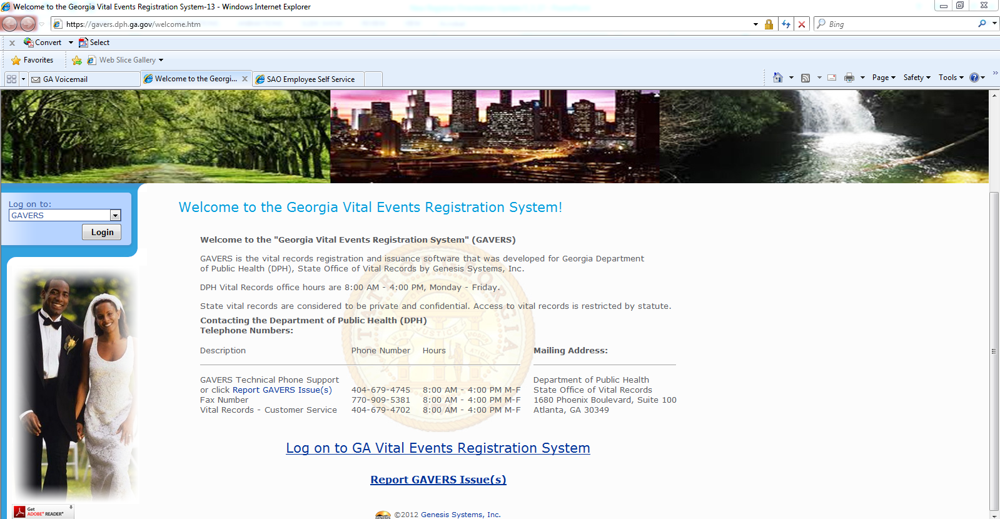 Welcome to the Georgia Vital Events Registration System-13 - Windows Internet Explorer
https://gavers.dph.ga.gov/welcome.htm
Bing
x Convert Select
Favorites Web Slice Gallery
GA Voicemail Welcome to the Georgi... x SAO Employee Self Service Page Safety Tools
Log on to:
GAVERS
Login
Welcome to the Georgia Vital Events Registration System!
Welcome to the "Georgia Vital Events Registration System" (GAVERS)
GAVERS is the vital records registration and issuance software that was developed for Georgia Department
of Public Health (DPH), State Office of Vital Records by Genesis Systems, Inc.
DPH Vital Records office hours are 8:00 AM - 4:00 PM, Monday - Friday.
State vital records are considered to be private and confidential. Access to vital records is restricted by statute.
Contacting the Department of Public Health (DPH)
Telephone Numbers:
Description Phone Number Hours Mailing Address:
GAVERS Technical Phone Support Department of Public Health
or click Report GAVERS Issue(s) 404-679-4745 8:00 AM - 4:00 PM M-F State Office of Vital Records
Fax Number 770-909-5381 8:00 AM - 4:00 PM M-F 1680 Phoenix Boulevard, Suite 100
Vital Records - Customer Service 404-679-4702 8:00 AM - 4:00 PM M-F Atlanta, GA 30349
STATE OF GEORGIA
JUSTICE
Log on to GA Vital Events Registration System
Report GAVERS Issue(s)
Get
ADOBE® READER®
GENESIS ©2012 Genesis Systems, Inc.